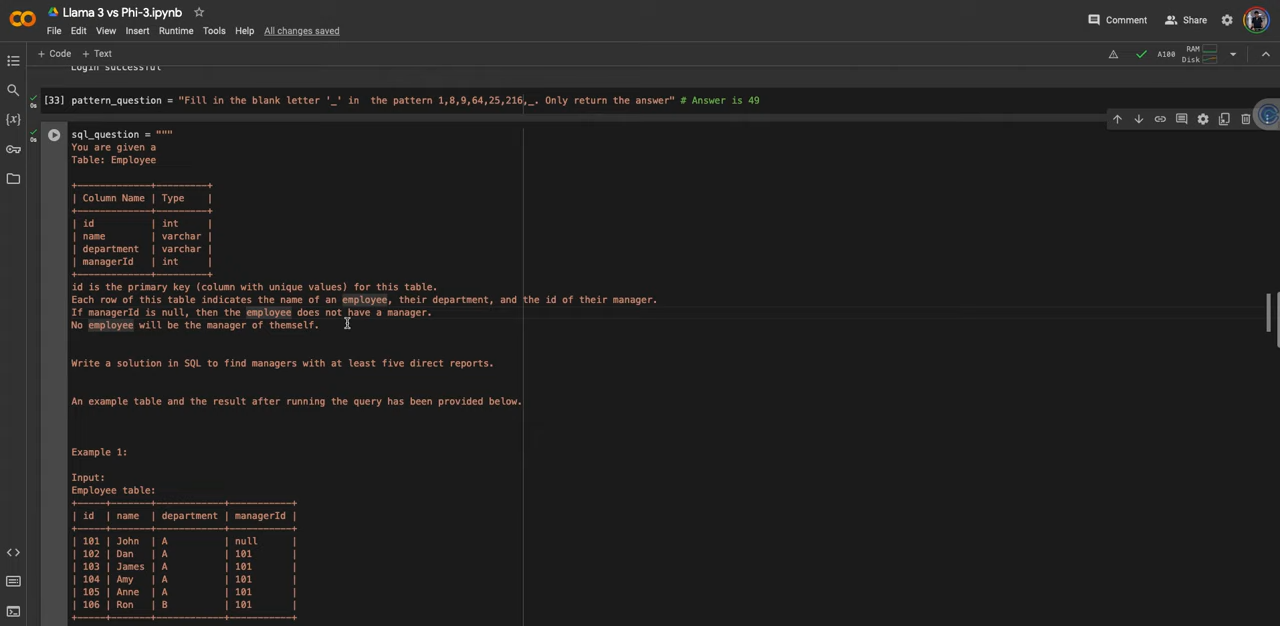 Llama 3 vs Phi-3.ipynb
File Edit View Insert Runtime Tools Help All changes saved
Comment Share
+ Code + Text
RAM
A100
Disk
Login successful
[33] pattern_question = "Fill in the blank letter '_' in  the pattern 1,8,9,64,25,216,_. Only return the answer" # Answer is 49
0s
sql_question = """
0s
You are given a
Table: Employee
+-------------+---------+
| Column Name | Type    |
+-------------+---------+
| id          | int     |
| name        | varchar |
| department  | varchar |
| managerId   | int     |
+-------------+---------+
id is the primary key (column with unique values) for this table.
Each row of this table indicates the name of an employee, their department, and the id of their manager.
If managerId is null, then the employee does not have a manager.
No employee will be the manager of themself.
Write a solution in SQL to find managers with at least five direct reports.
An example table and the result after running the query has been provided below.
Example 1:
Input:
Employee table:
+-----+-------+------------+-----------+
| id  | name  | department | managerId |
+-----+-------+------------+-----------+
| 101 | John  | A          | null      |
| 102 | Dan   | A          | 101       |
| 103 | James | A          | 101       |
| 104 | Amy   | A          | 101       |
| 105 | Anne  | A          | 101       |
| 106 | Ron   | B          | 101       |
+-----+-------+------------+-----------+